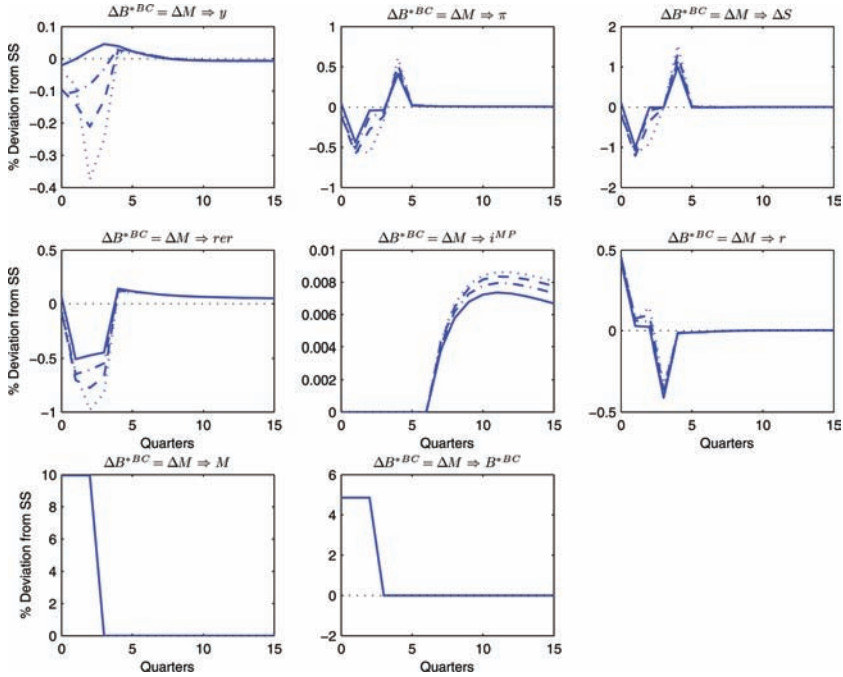 ΔB*BC = ΔM ⇒ y
ΔB*BC = ΔM ⇒ π
ΔB*BC = ΔM ⇒ ΔS
% Deviation from SS
0.1
0
−0.1
−0.2
−0.3
0.4
0 5 10 15
1
0.5
0
−0.5
−1
0 5 10 15
2
1
0
−1
−2
0 5 10 15
ΔB*BC = ΔM ⇒ rer
ΔB*BC = ΔM ⇒ iMP
ΔB*BC = ΔM ⇒ r
% Deviation from SS
0.5
0
−0.5
−1
0 5 10 15
Quarters
0.01
0.008
0.006
0.004
0.002
0
0 5 10 15
Quarters
0.5
0
−0.5
0 5 10 15
Quarters
ΔB*BC = ΔM ⇒ M
ΔB*BC = ΔM ⇒ B*BC
% Deviation from SS
10
8
6
4
2
0
0 5 10 15
Quarters
6
4
2
0
−2
0 5 10 15
Quarters